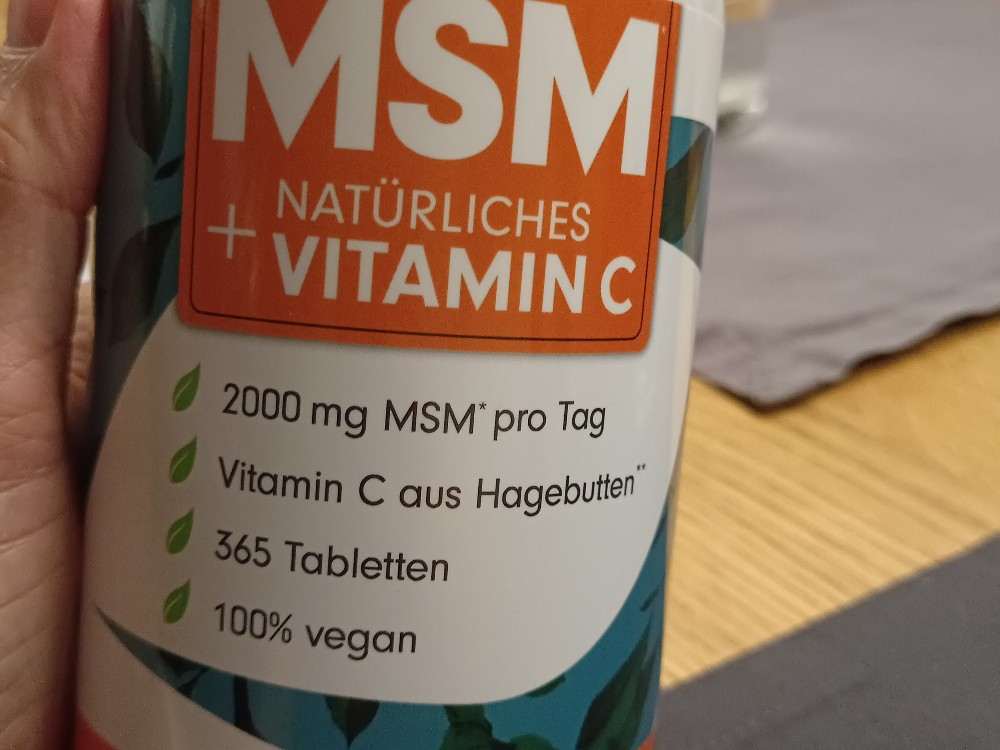 MSM
NATÜRLICHES
+ VITAMIN C
2000 mg MSM* pro Tag
Vitamin C aus Hagebutten**
365 Tabletten
100% vegan